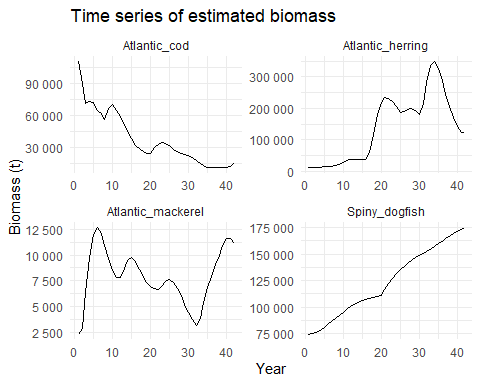 Time series of estimated biomass
Atlantic_cod
Atlantic_herring
90 000
60 000
30 000
0 10 20 30 40
300 000
200 000
100 000
0
0 10 20 30 40
Biomass (t)
Atlantic_mackerel
Spiny_dogfish
12 500
10 000
7 500
5 000
2 500
0 10 20 30 40
175 000
150 000
125 000
100 000
75 000
0 10 20 30 40
Year